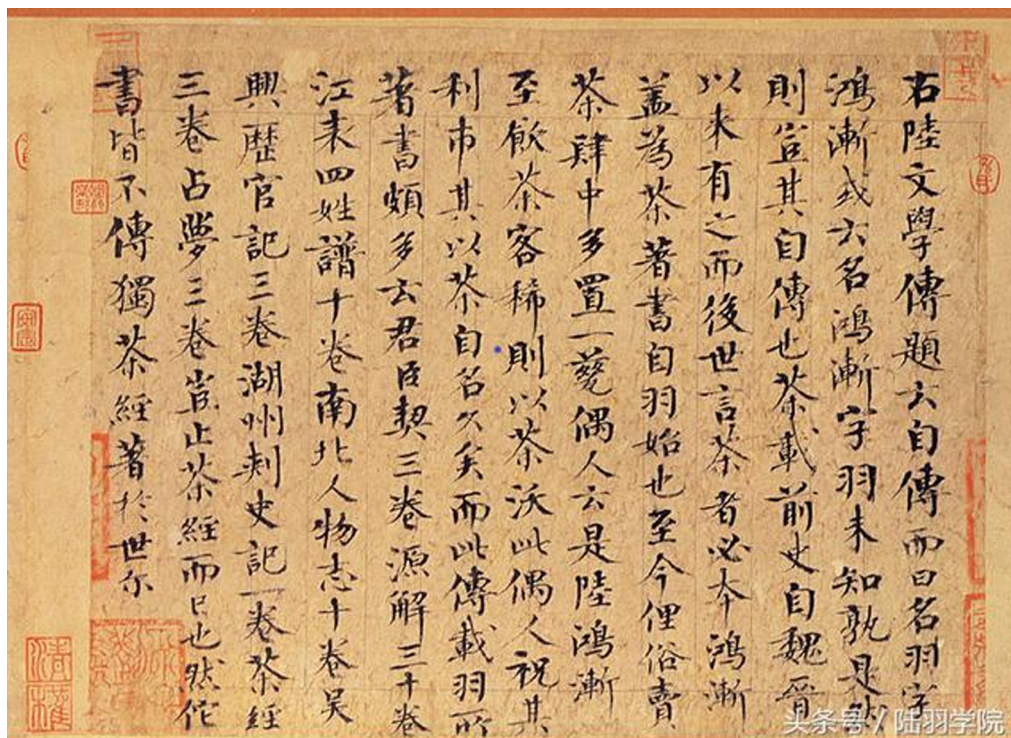 右陸文學傳題云自傳而曰名羽字
鴻漸或云名鴻漸字羽未知孰是然
則豈其自傳也茶載前史自魏晉
以来有之而後世言茶者必本鴻漸
蓋為茶著書自羽始也至今俚俗賣
茶肆中多置一甆偶人云是陸鴻漸
至飲茶客稀則以茶沃此偶人祝其
利市其以茶自名久矣而此傳載羽所
著書頗多云君臣契三卷源解三十卷
江表四姓譜十卷南北人物志十卷吳
興歷官記三卷湖州刺史記一卷茶經
三卷占夢三卷豈止茶經而已也然佗
書皆不傳獨茶經著於世尔
头条号 / 陆羽学院